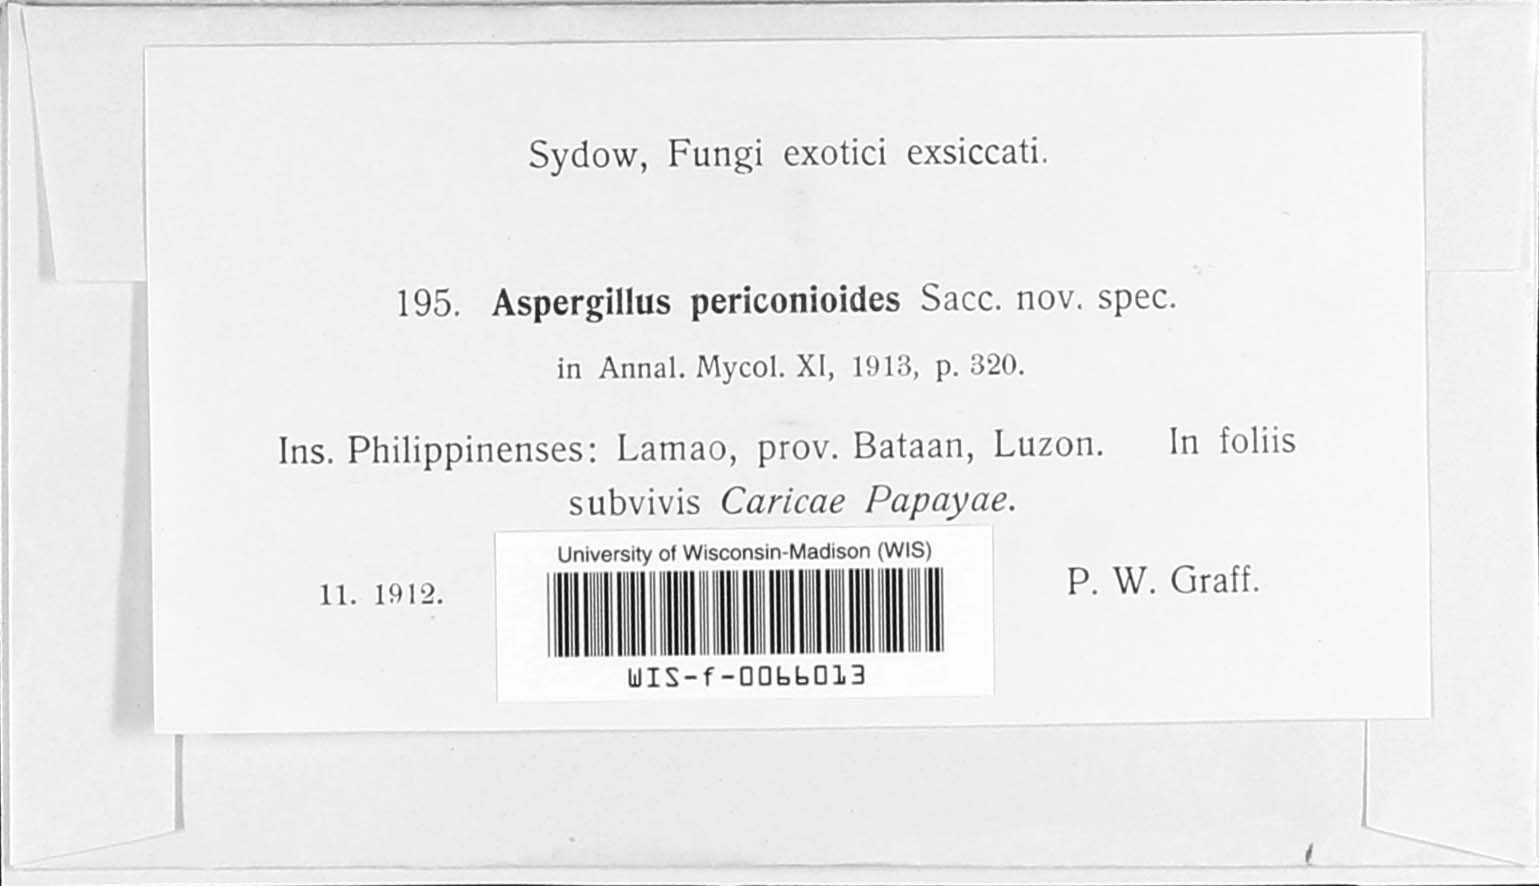 Sydow, Fungi exotici exsiccati.
195. Aspergillus periconioides Sacc. nov. spec.
in Annal. Mycol. XI, 1913, p. 320.
Ins. Philippinenses: Lamao, prov. Bataan, Luzon. In foliis
subvivis Caricae Papayae.
University of Wisconsin-Madison (WIS)
11. 1912.
P. W. Graff.
WIS-f-0066013